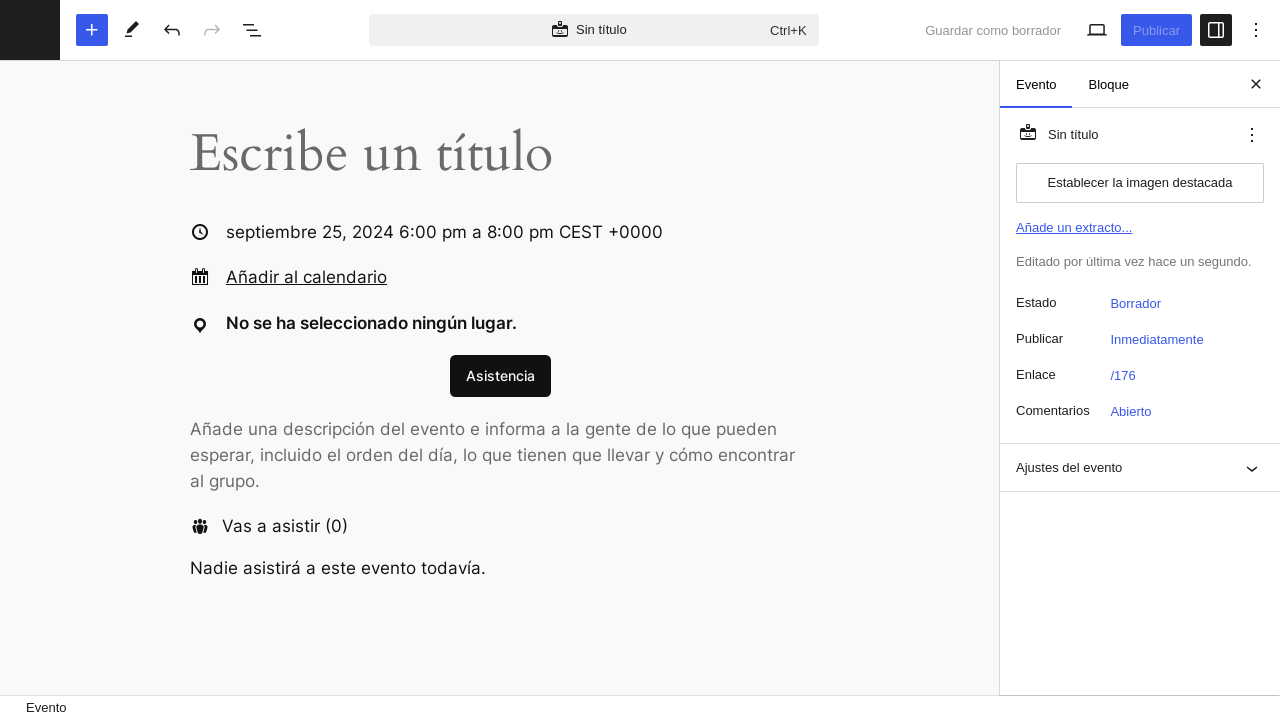 Sin título
Ctrl+K
Guardar como borrador
Publicar
Evento
Bloque
Sin título
Establecer la imagen destacada
Añade un extracto...
Editado por última vez hace un segundo.
Estado
Borrador
Publicar
Inmediatamente
Enlace
/176
Comentarios
Abierto
Ajustes del evento
Escribe un título
septiembre 25, 2024 6:00 pm a 8:00 pm CEST +0000
Añadir al calendario
No se ha seleccionado ningún lugar.
Asistencia
Añade una descripción del evento e informa a la gente de lo que pueden
esperar, incluido el orden del día, lo que tienen que llevar y cómo encontrar
al grupo.
Vas a asistir (0)
Nadie asistirá a este evento todavía.
Evento